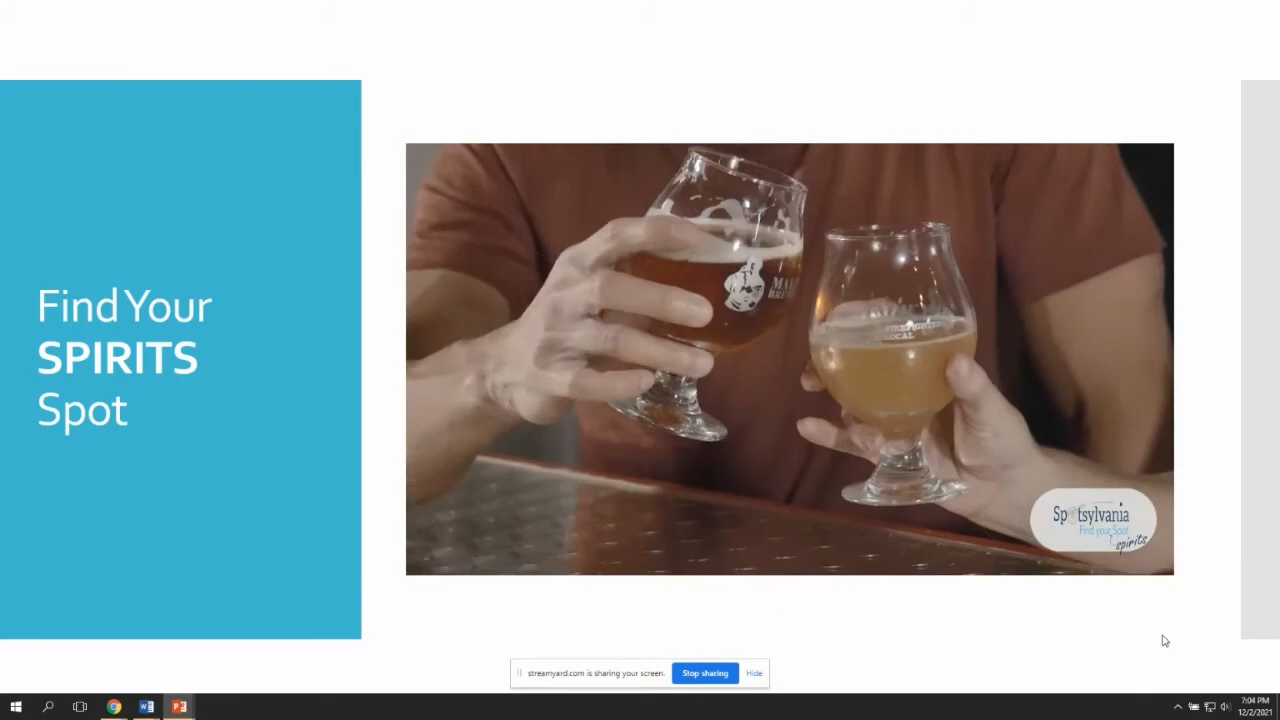 Find Your
SPIRITS
Spot
FIREFIGHTER
LOCAL
Spotsylvania
Find your Spot
spirits
streamyard.com is sharing your screen.
Stop sharing
Hide
7:04 PM
12/2/2021